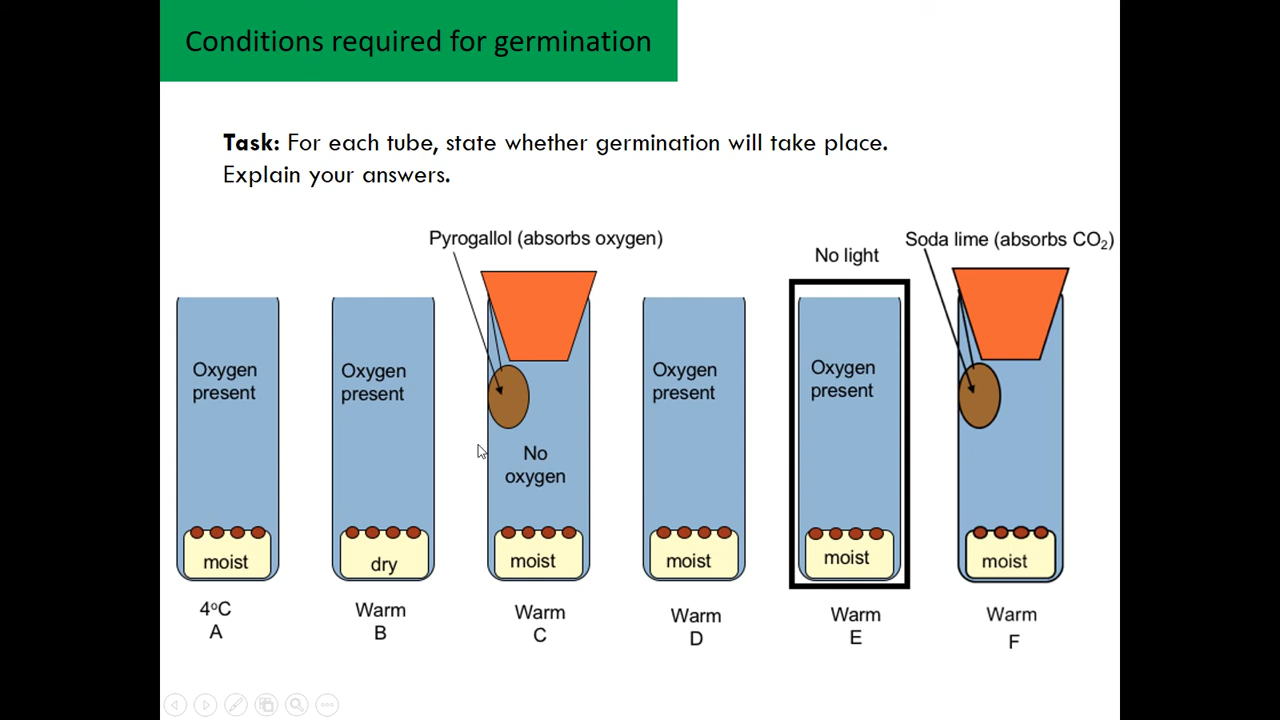 Conditions required for germination
Task: For each tube, state whether germination will take place.
Explain your answers.
Pyrogallol (absorbs oxygen)
No light
Soda lime (absorbs CO₂)
Oxygen
present
Oxygen
present
No
oxygen
Oxygen
present
Oxygen
present
moist
dry
moist
moist
moist
moist
4ᵒC
A
Warm
B
Warm
C
Warm
D
Warm
E
Warm
F